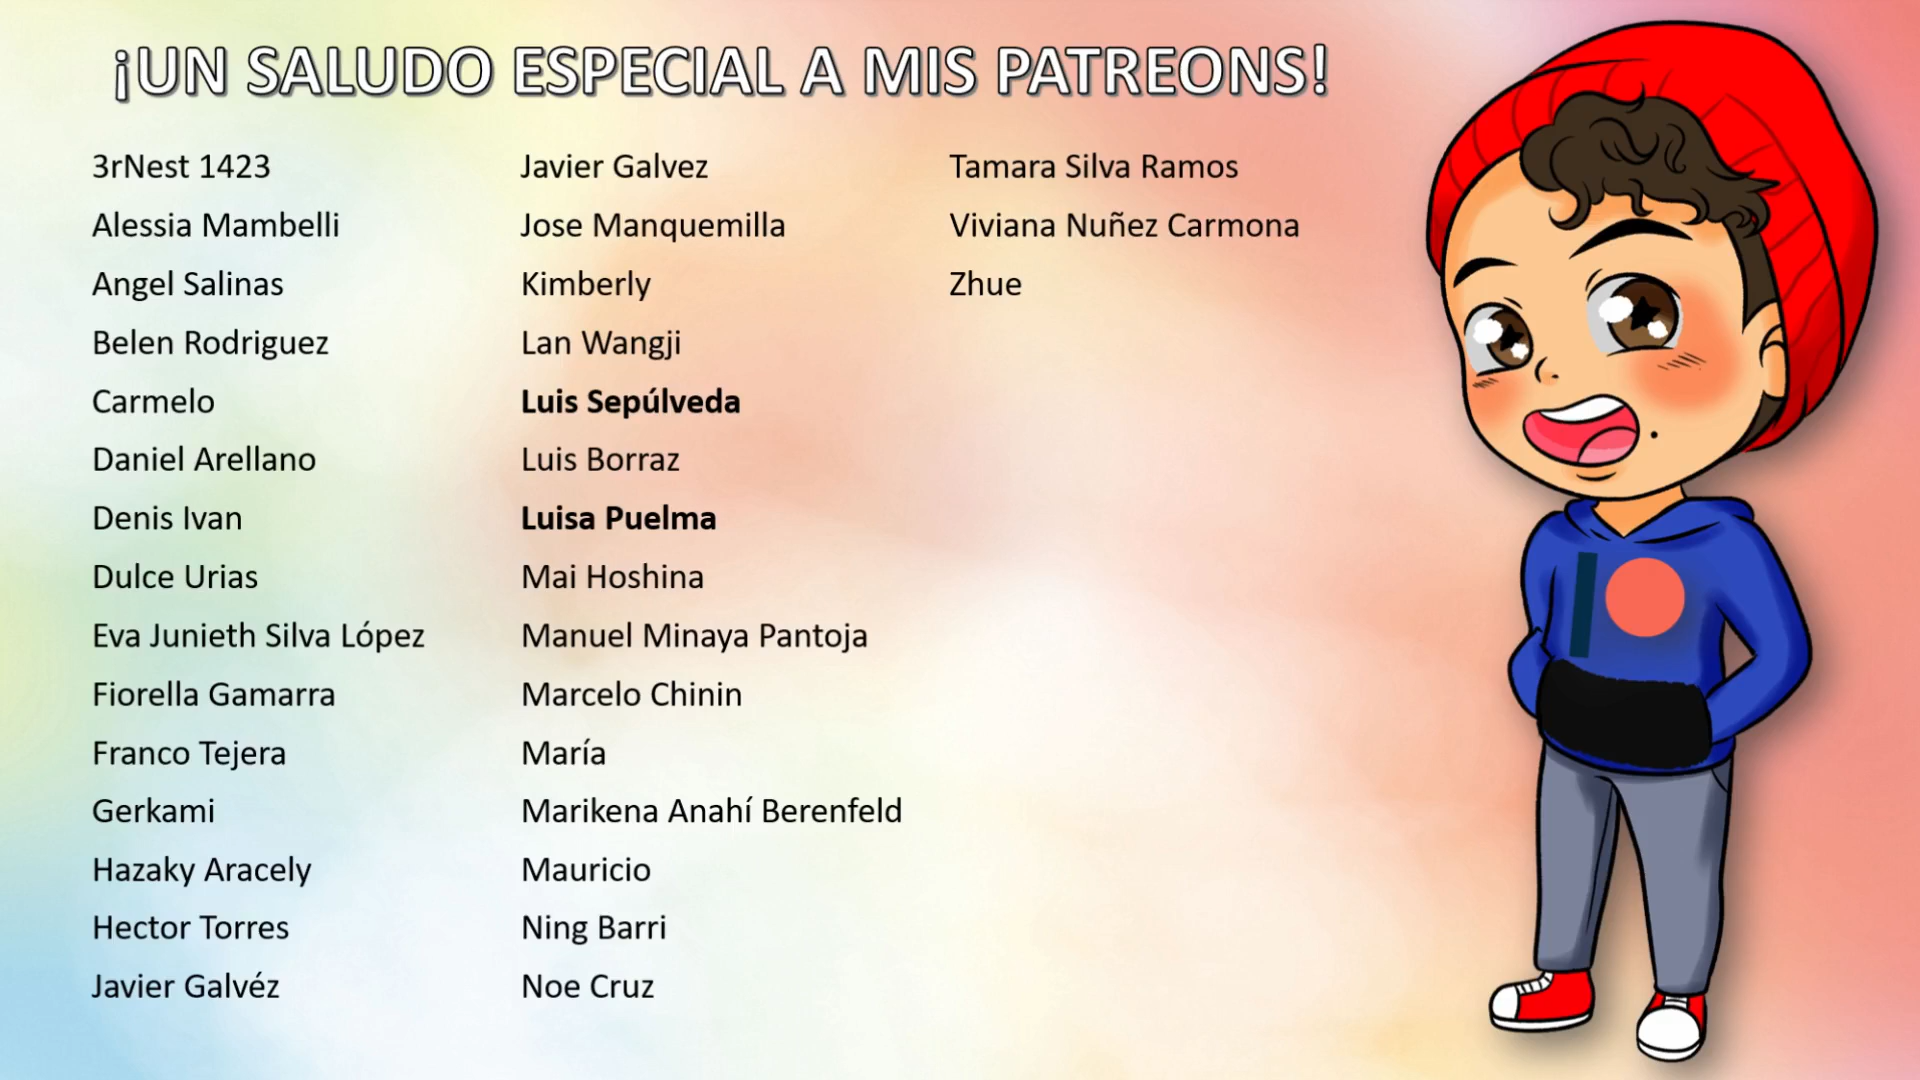 ¡UN SALUDO ESPECIAL A MIS PATREONS!
3rNest 1423
Alessia Mambelli
Angel Salinas
Belen Rodriguez
Carmelo
Daniel Arellano
Denis Ivan
Dulce Urias
Eva Junieth Silva López
Fiorella Gamarra
Franco Tejera
Gerkami
Hazaky Aracely
Hector Torres
Javier Galvéz
Javier Galvez
Jose Manquemilla
Kimberly
Lan Wangji
Luis Sepúlveda
Luis Borraz
Luisa Puelma
Mai Hoshina
Manuel Minaya Pantoja
Marcelo Chinin
María
Marikena Anahí Berenfeld
Mauricio
Ning Barri
Noe Cruz
Tamara Silva Ramos
Viviana Nuñez Carmona
Zhue